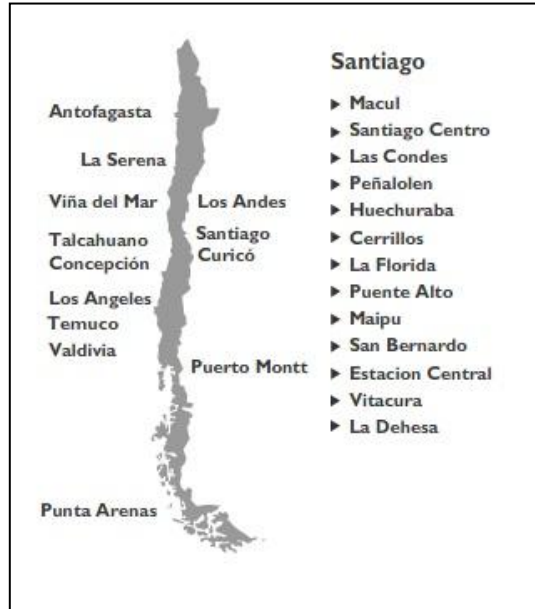 Antofagasta
La Serena
Viña del Mar
Los Andes
Talcahuano
Santiago
Concepción
Curicó
Los Angeles
Temuco
Valdivia
Puerto Montt
Punta Arenas
Santiago
Macul
Santiago Centro
Las Condes
Peñalolen
Huechuraba
Cerrillos
La Florida
Puente Alto
Maipu
San Bernardo
Estacion Central
Vitacura
La Dehesa